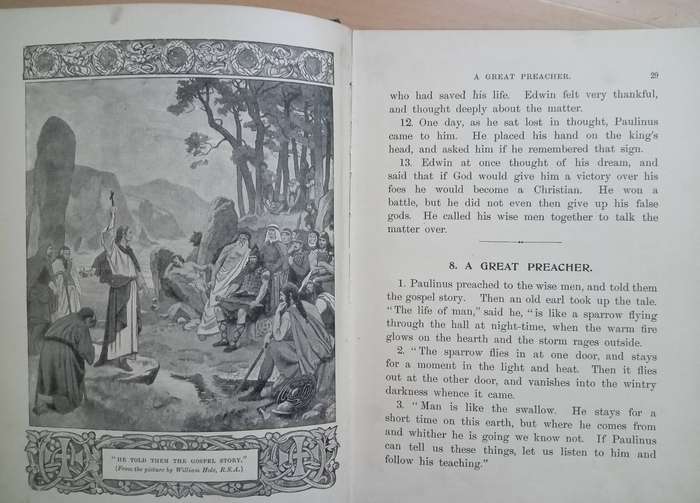 "HE TOLD THEM THE GOSPEL STORY."
(From the picture by William Hole, R.S.A.)
A GREAT PREACHER. 29
who had saved his life. Edwin felt very thankful,
and thought deeply about the matter.
12. One day, as he sat lost in thought, Paulinus
came to him. He placed his hand on the king's
head, and asked him if he remembered that sign.
13. Edwin at once thought of his dream, and
said that if God would give him a victory over his
foes he would become a Christian. He won a
battle, but he did not even then give up his false
gods. He called his wise men together to talk the
matter over.
8. A GREAT PREACHER.
1. Paulinus preached to the wise men, and told them
the gospel story. Then an old earl took up the tale.
"The life of man," said he, "is like a sparrow flying
through the hall at night-time, when the warm fire
glows on the hearth and the storm rages outside.
2. "The sparrow flies in at one door, and stays
for a moment in the light and heat. Then it flies
out at the other door, and vanishes into the wintry
darkness whence it came.
3. "Man is like the swallow. He stays for a
short time on this earth, but where he comes from
and whither he is going we know not. If Paulinus
can tell us these things, let us listen to him and
follow his teaching."